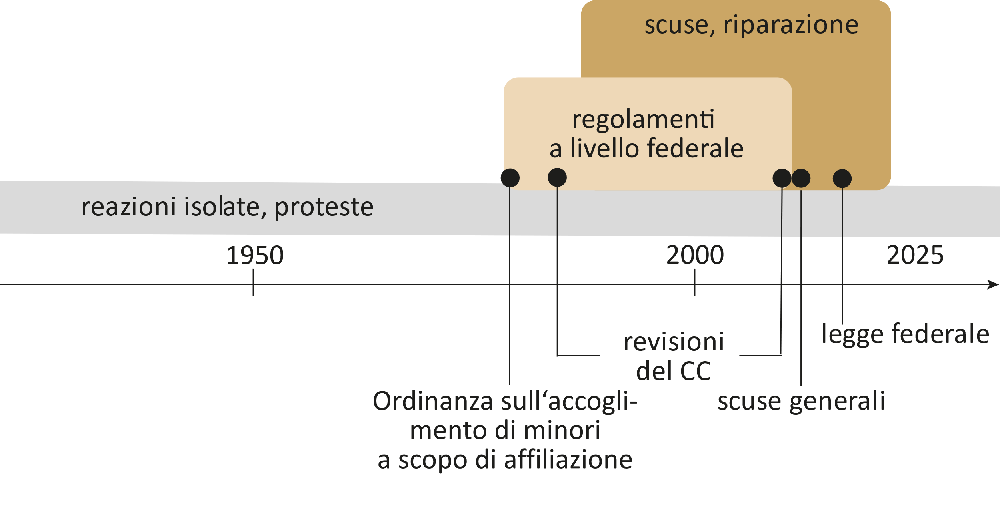 scuse, riparazione
regolamenti
a livello federale
reazioni isolate, proteste
1950
2000
2025
legge federale
revisioni
del CC
Ordinanza sull‘accogli-
mento di minori
a scopo di affiliazione
scuse generali